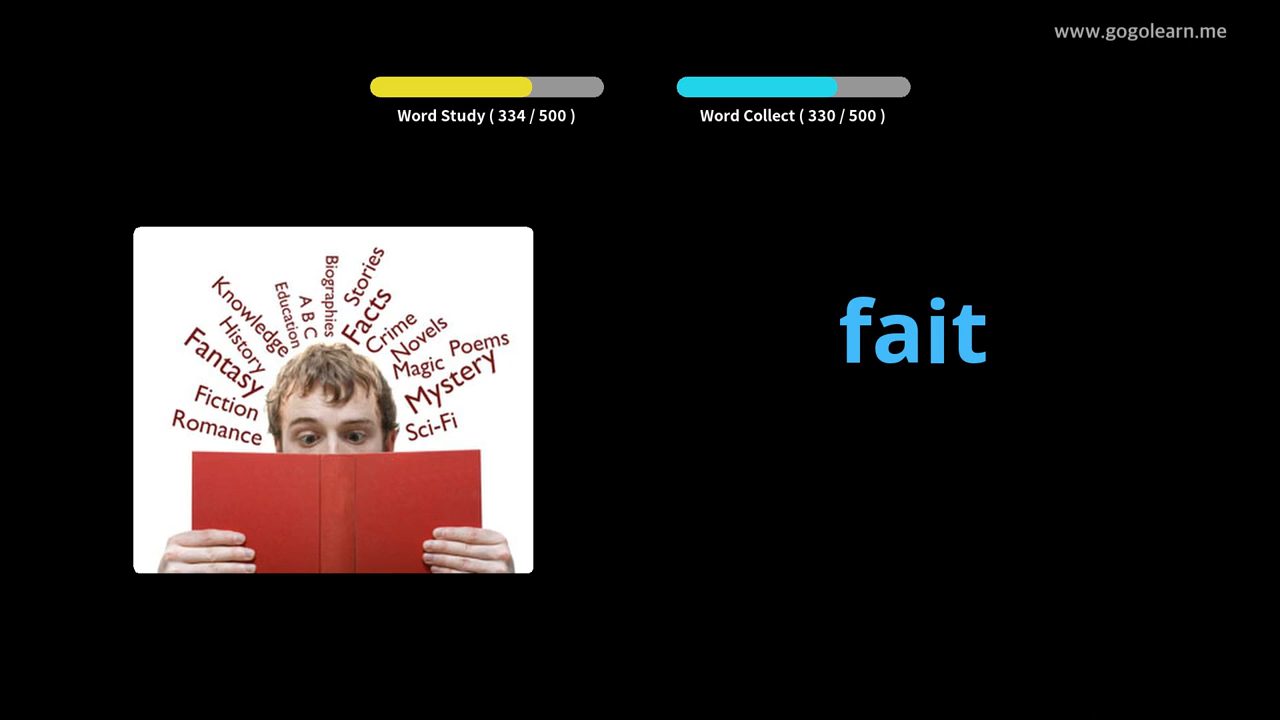 www.gogolearn.me
Word Study ( 334 / 500 )
Word Collect ( 330 / 500 )
Knowledge
History
Fantasy
Fiction
Romance
Education
A B C
Biographies
Stories
Facts
Crime
Novels
Magic
Poems
Mystery
Sci-Fi
fait